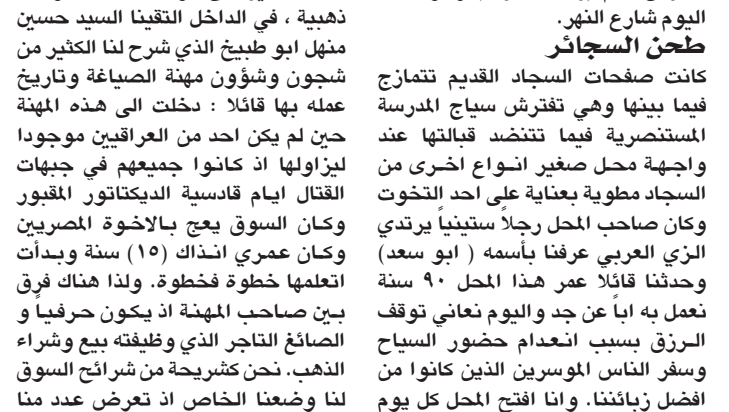 اليوم شارع النهر.
طحن السجائر
كانت صفحات السجاد القديم تتمازج
فيما بينها وهي تفترش سياج المدرسة
المستنصرية فيما تتنضد قبالتها عند
واجهة محل صغير انواع اخرى من
السجاد مطوية بعناية على احد التخوت
وكان صاحب المحل رجلاً ستينياً يرتدي
الزي العربي عرفنا بأسمه ( ابو سعد)
وحدثنا قائلا عمر هذا المحل ٩٠ سنة
نعمل به اباً عن جد واليوم نعاني توقف
الرزق بسبب انعدام حضور السياح
وسفر الناس الموسرين الذين كانوا من
افضل زبائننا. وانا افتح المحل كل يوم
ذهبية ، في الداخل التقينا السيد حسين
منهل ابو طبيخ الذي شرح لنا الكثير من
شجون وشؤون مهنة الصياغة وتاريخ
عمله بها قائلا : دخلت الى هذه المهنة
حين لم يكن احد من العراقيين موجودا
ليزاولها اذ كانوا جميعهم في جبهات
القتال ايام قادسية الديكتاتور المقبور
وكان السوق يعج بالاخوة المصريين
وكان عمري انذاك (١٥) سنة وبدأت
اتعلمها خطوة فخطوة. ولذا هناك فرق
بين صاحب المهنة اذ يكون حرفياً و
الصائغ التاجر الذي وظيفته بيع وشراء
الذهب. نحن كشريحة من شرائح السوق
لنا وضعنا الخاص اذ تعرض عدد منا